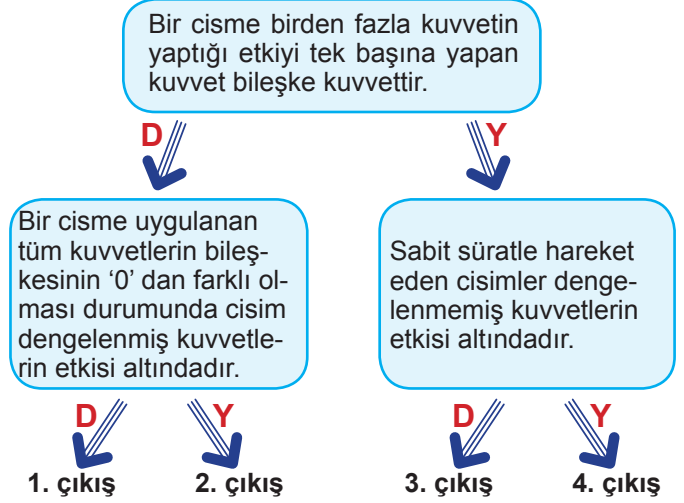 Bir cisme birden fazla kuvvetin
yaptığı etkiyi tek başına yapan
kuvvet bileşke kuvvettir.
D
Y
Bir cisme uygulanan
tüm kuvvetlerin bileş-
kesinin ‘0’ dan farklı ol-
ması durumunda cisim
dengelenmiş kuvvetle-
rin etkisi altındadır.
Sabit süratle hareket
eden cisimler denge-
lenmemiş kuvvetlerin
etkisi altındadır.
D
Y
D
Y
1. çıkış
2. çıkış
3. çıkış
4. çıkış